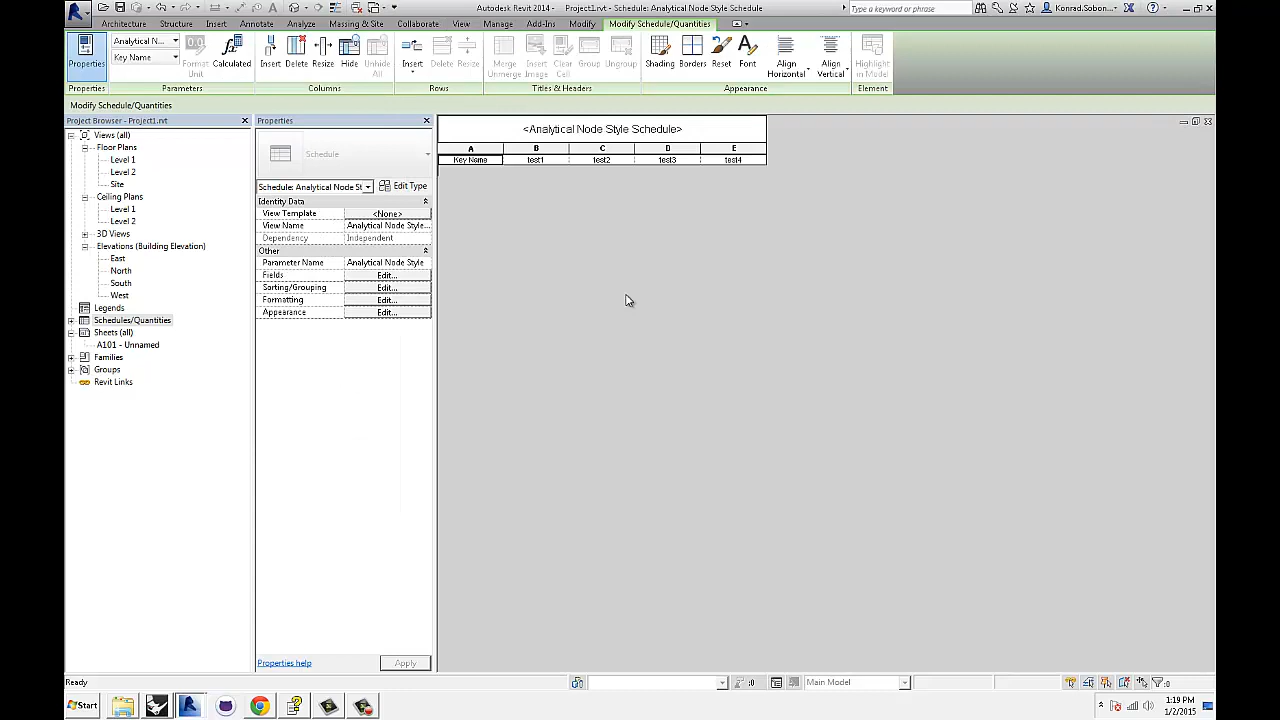 Autodesk Revit 2014 - Project1.rvt - Schedule: Analytical Node Style Schedule
Type a keyword or phrase
Konrad.Sobon...
Architecture Structure Insert Annotate Analyze Massing & Site Collaborate View Manage Add-Ins Modify Modify Schedule/Quantities
Analytical N...
Key Name
Properties
Format Unit
Calculated
Insert Delete Resize Hide Unhide All
Insert Delete Resize
Merge Unmerge
Insert Image
Clear Cell
Group Ungroup
Shading Borders Reset Font
Align Horizontal
Align Vertical
Highlight in Model
Properties Parameters Columns Rows Titles & Headers Appearance Element
Modify Schedule/Quantities
Project Browser - Project1.rvt
Views (all)
Floor Plans
Level 1
Level 2
Site
Ceiling Plans
Level 1
Level 2
3D Views
Elevations (Building Elevation)
East
North
South
West
Legends
Schedules/Quantities
Sheets (all)
A101 - Unnamed
Families
Groups
Revit Links
Properties
Schedule
Schedule: Analytical Node St
Edit Type
Identity Data
View Template <None>
View Name Analytical Node Style...
Dependency Independent
Other
Parameter Name Analytical Node Style
Fields Edit...
Sorting/Grouping Edit...
Formatting Edit...
Appearance Edit...
Properties help
Apply
<Analytical Node Style Schedule>
A B C D E
Key Name test1 test2 test3 test4
Ready
:0
Main Model
:0
Start
1:19 PM
1/2/2015